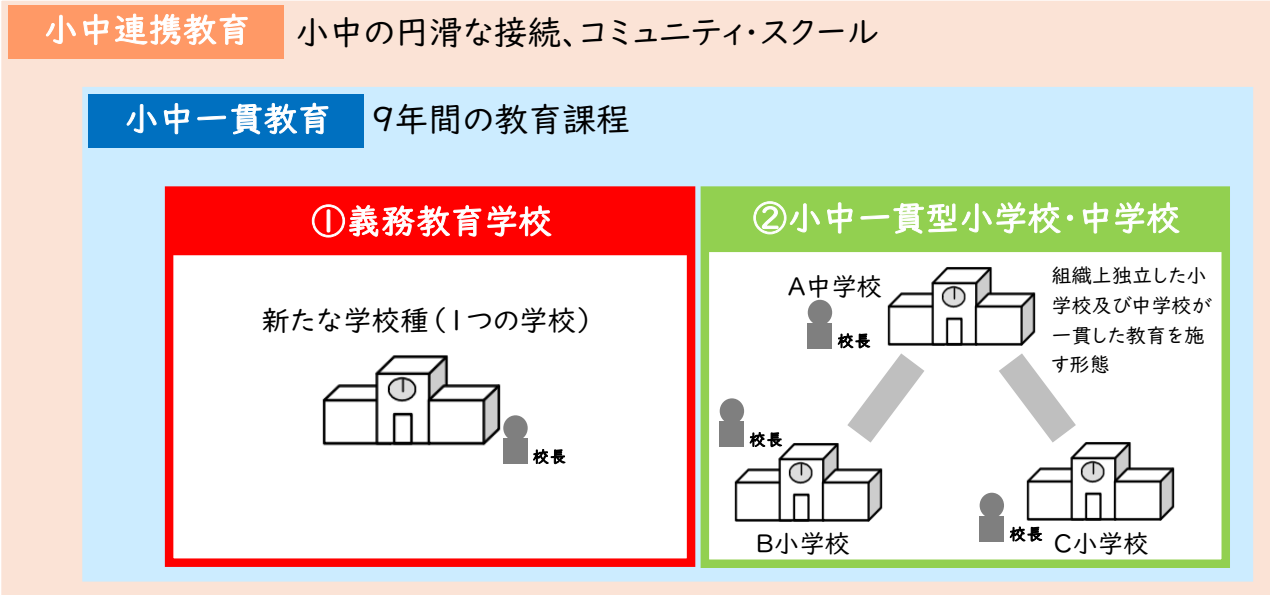 小中連携教育 小中の円滑な接続、コミュニティ・スクール
小中一貫教育 9年間の教育課程
①義務教育学校
新たな学校種(1つの学校)
校長
②小中一貫型小学校・中学校
A中学校
校長
組織上独立した小
学校及び中学校が
一貫した教育を施
す形態
校長
B小学校
校長
C小学校